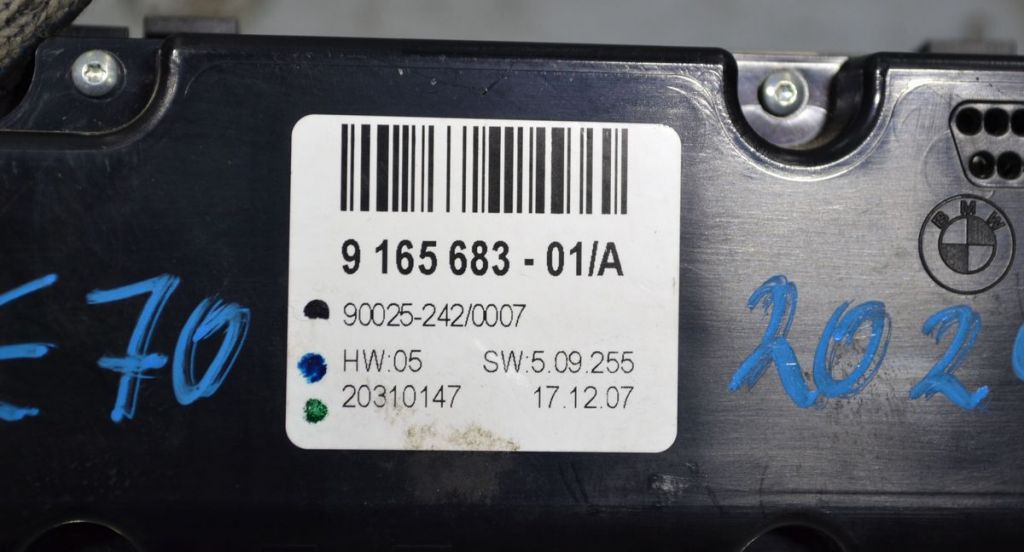 9 165 683 - 01/A
90025-242/0007
HW:05 SW:5.09.255
20310147 17.12.07
E70
202
BMW